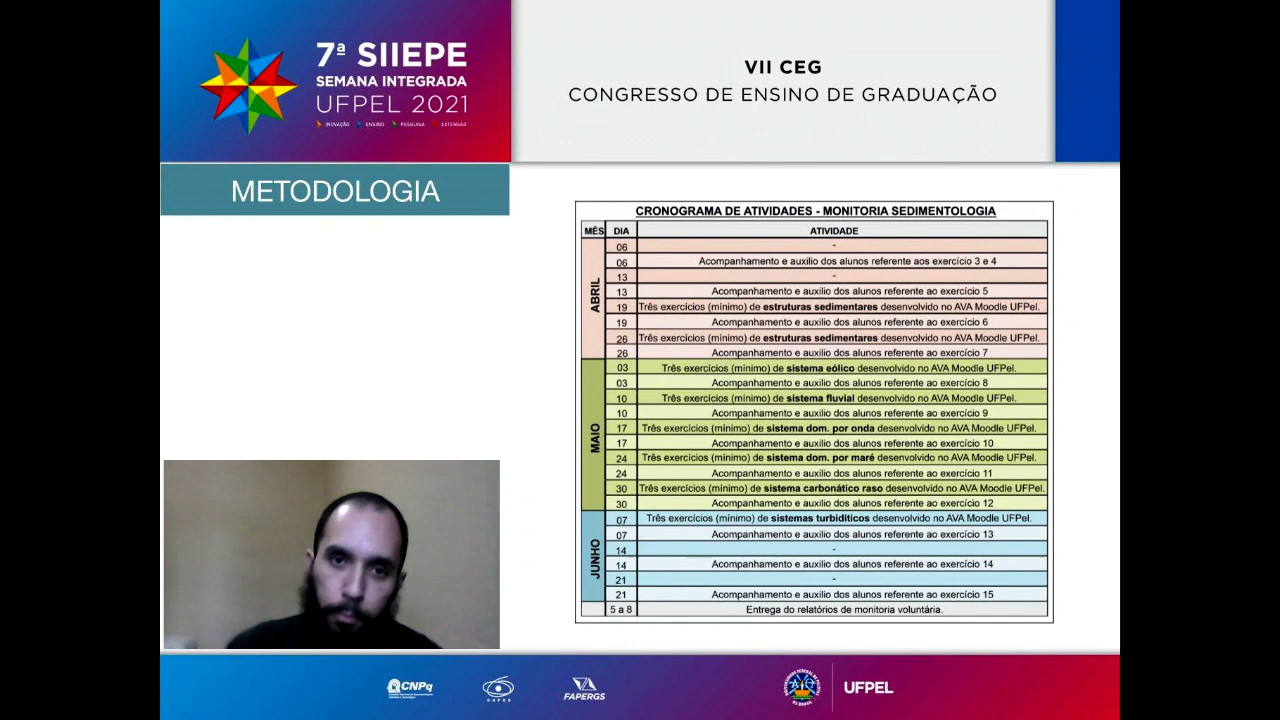 7ª SIIEPE
SEMANA INTEGRADA
UFPEL 2021
INOVAÇÃO ENSINO PESQUISA EXTENSÃO
VII CEG
CONGRESSO DE ENSINO DE GRADUAÇÃO
METODOLOGIA
CRONOGRAMA DE ATIVIDADES - MONITORIA SEDIMENTOLOGIA
MÊS DIA ATIVIDADE
ABRIL
06 -
06 Acompanhamento e auxilio dos alunos referente aos exercício 3 e 4
13 -
13 Acompanhamento e auxilio dos alunos referente ao exercício 5
19 Três exercícios (mínimo) de estruturas sedimentares desenvolvido no AVA Moodle UFPel.
19 Acompanhamento e auxilio dos alunos referente ao exercício 6
26 Três exercícios (mínimo) de estruturas sedimentares desenvolvido no AVA Moodle UFPel.
26 Acompanhamento e auxilio dos alunos referente ao exercício 7
MAIO
03 Três exercícios (mínimo) de sistema eólico desenvolvido no AVA Moodle UFPel.
03 Acompanhamento e auxilio dos alunos referente ao exercício 8
10 Três exercícios (mínimo) de sistema fluvial desenvolvido no AVA Moodle UFPel.
10 Acompanhamento e auxilio dos alunos referente ao exercício 9
17 Três exercícios (mínimo) de sistema dom. por onda desenvolvido no AVA Moodle UFPel.
17 Acompanhamento e auxilio dos alunos referente ao exercício 10
24 Três exercícios (mínimo) de sistema dom. por maré desenvolvido no AVA Moodle UFPel.
24 Acompanhamento e auxilio dos alunos referente ao exercício 11
30 Três exercícios (mínimo) de sistema carbonático raso desenvolvido no AVA Moodle UFPel.
30 Acompanhamento e auxilio dos alunos referente ao exercício 12
JUNHO
07 Três exercícios (mínimo) de sistemas turbidíticos desenvolvido no AVA Moodle UFPel.
07 Acompanhamento e auxilio dos alunos referente ao exercício 13
14 -
14 Acompanhamento e auxilio dos alunos referente ao exercício 14
21 -
21 Acompanhamento e auxilio dos alunos referente ao exercício 15
5 a 8 Entrega do relatórios de monitoria voluntária.
CNPq
CAPES
FAPERGS
UFPEL